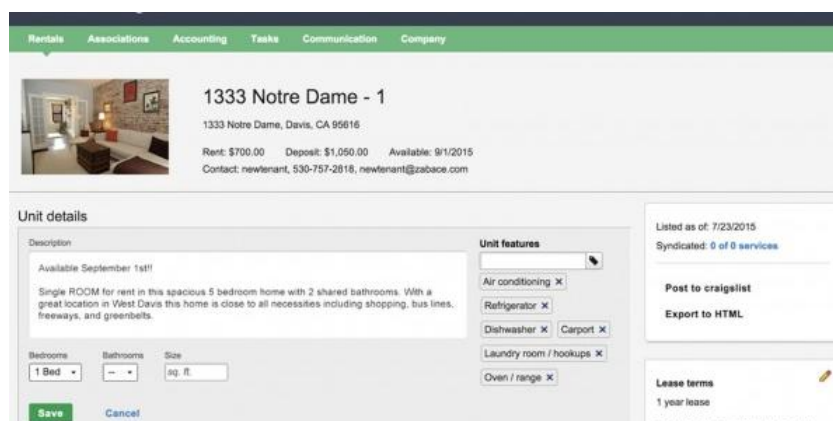 Rentals Associations Accounting Tasks Communication Company
1333 Notre Dame - 1
1333 Notre Dame, Davis, CA 95616
Rent: $700.00 Deposit: $1,050.00 Available: 9/1/2015
Contact: newtenant, 530-757-2818, newtenant@zabace.com
Unit details
Description
Available September 1st!!
Single ROOM for rent in this spacious 5 bedroom home with 2 shared bathrooms. With a
great location in West Davis this home is close to all necessities including shopping, bus lines,
freeways, and greenbelts.
Bedrooms Bathrooms Size
1 Bed -- sq. ft.
Save Cancel
Unit features
Air conditioning ×
Refrigerator ×
Dishwasher × Carport ×
Laundry room / hookups ×
Oven / range ×
Listed as of: 7/23/2015
Syndicated: 0 of 0 services
Post to craigslist
Export to HTML
Lease terms
1 year lease